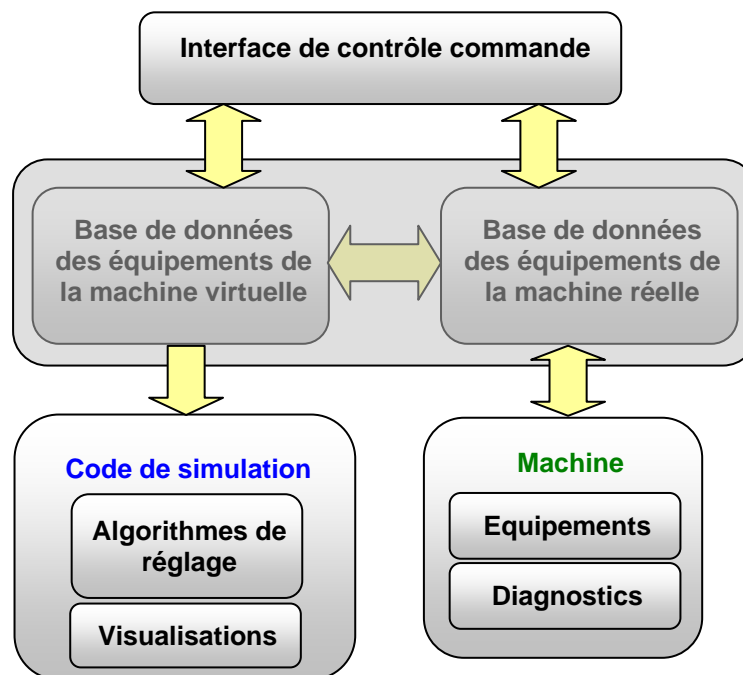 Interface de contrôle commande
Base de données
des équipements de
la machine virtuelle
Base de données
des équipements de
la machine réelle
Code de simulation
Algorithmes de
réglage
Visualisations
Machine
Equipements
Diagnostics